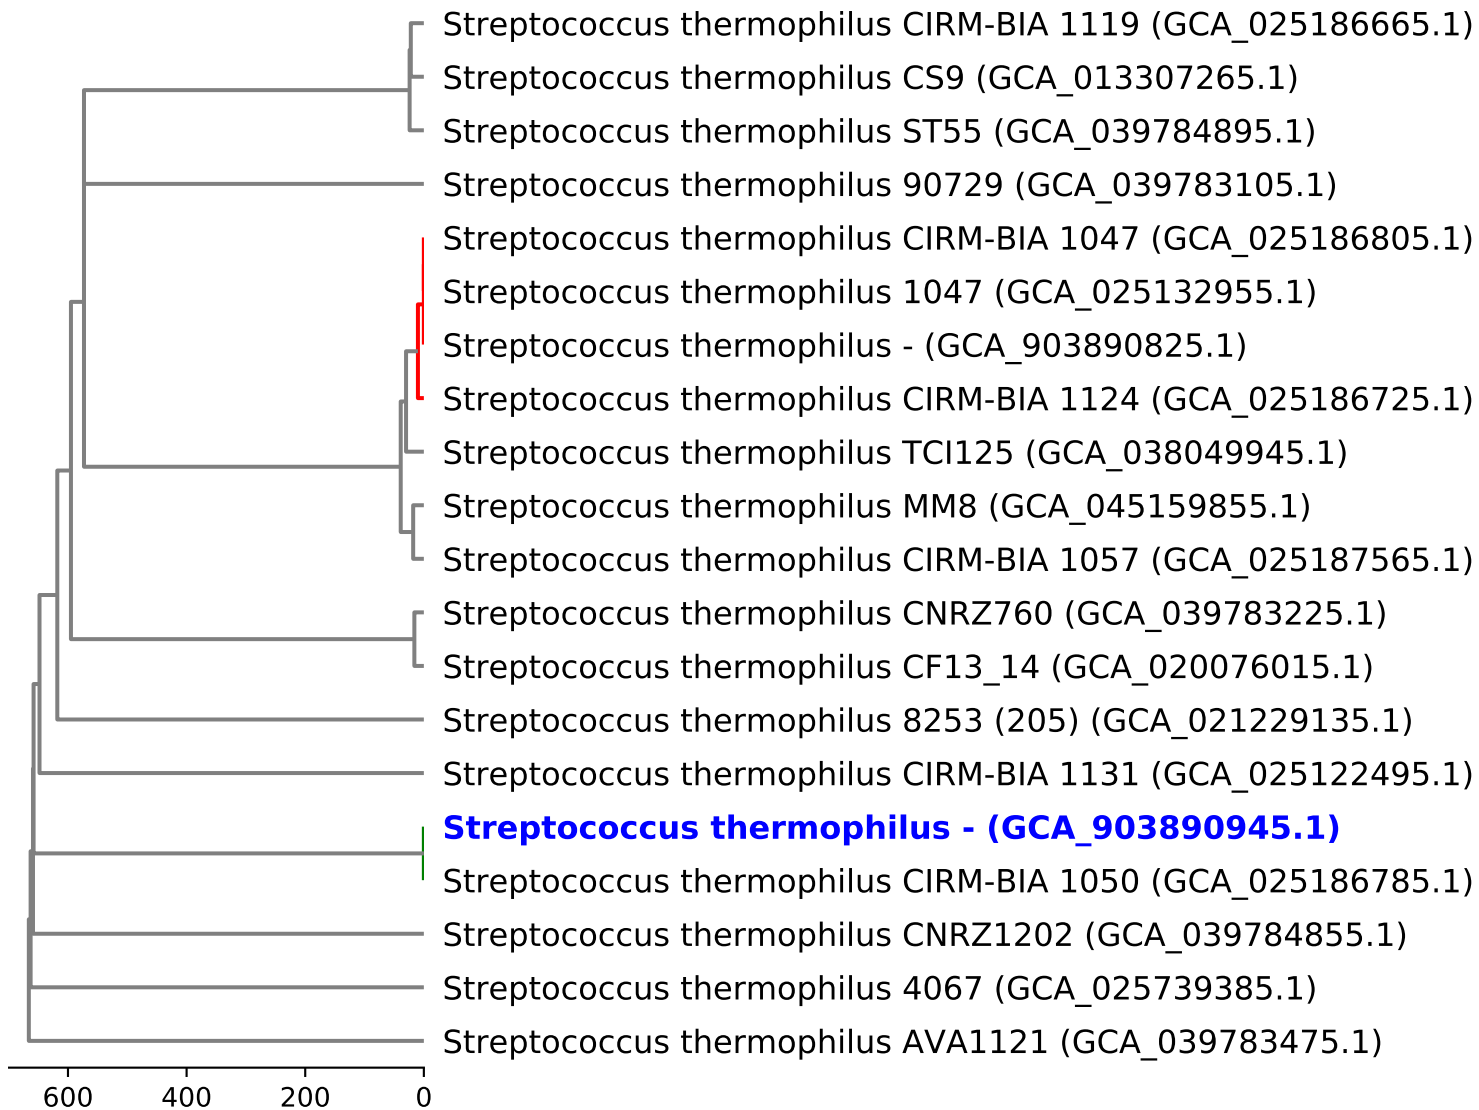 Streptococcus thermophilus CIRM-BIA 1119 (GCA_025186665.1)
Streptococcus thermophilus CS9 (GCA_013307265.1)
Streptococcus thermophilus ST55 (GCA_039784895.1)
Streptococcus thermophilus 90729 (GCA_039783105.1)
Streptococcus thermophilus CIRM-BIA 1047 (GCA_025186805.1)
Streptococcus thermophilus 1047 (GCA_025132955.1)
Streptococcus thermophilus - (GCA_903890825.1)
Streptococcus thermophilus CIRM-BIA 1124 (GCA_025186725.1)
Streptococcus thermophilus TCI125 (GCA_038049945.1)
Streptococcus thermophilus MM8 (GCA_045159855.1)
Streptococcus thermophilus CIRM-BIA 1057 (GCA_025187565.1)
Streptococcus thermophilus CNRZ760 (GCA_039783225.1)
Streptococcus thermophilus CF13_14 (GCA_020076015.1)
Streptococcus thermophilus 8253 (205) (GCA_021229135.1)
Streptococcus thermophilus CIRM-BIA 1131 (GCA_025122495.1)
Streptococcus thermophilus - (GCA_903890945.1)
Streptococcus thermophilus CIRM-BIA 1050 (GCA_025186785.1)
Streptococcus thermophilus CNRZ1202 (GCA_039784855.1)
Streptococcus thermophilus 4067 (GCA_025739385.1)
Streptococcus thermophilus AVA1121 (GCA_039783475.1)
600 400 200 0